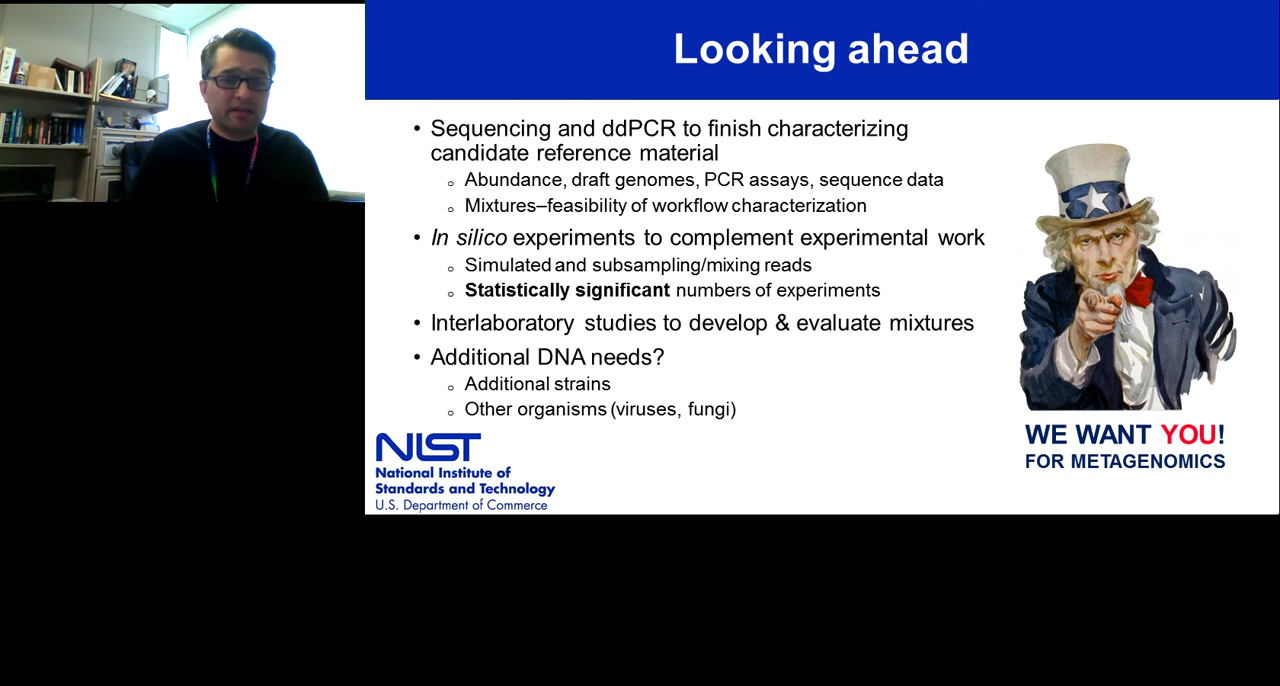 Looking ahead
• Sequencing and ddPCR to finish characterizing
candidate reference material
o Abundance, draft genomes, PCR assays, sequence data
o Mixtures–feasibility of workflow characterization
• In silico experiments to complement experimental work
o Simulated and subsampling/mixing reads
o Statistically significant numbers of experiments
• Interlaboratory studies to develop & evaluate mixtures
• Additional DNA needs?
o Additional strains
o Other organisms (viruses, fungi)
WE WANT YOU!
FOR METAGENOMICS
NIST
National Institute of
Standards and Technology
U.S. Department of Commerce